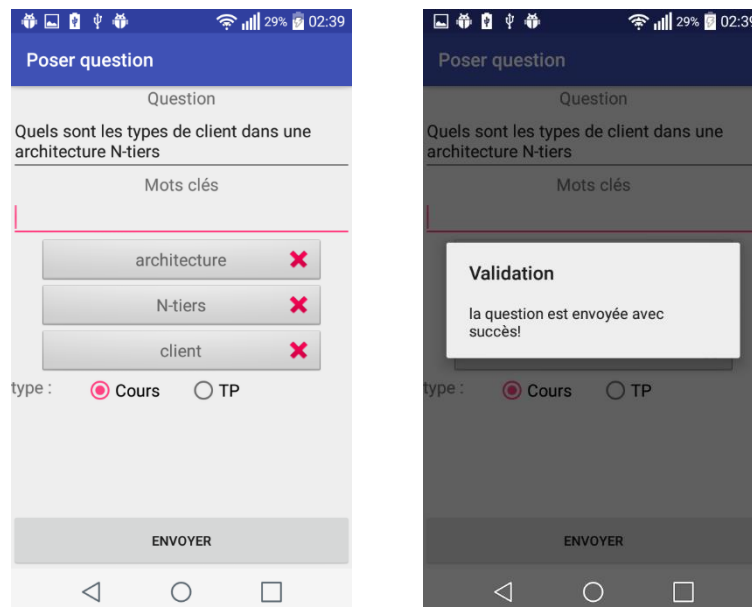 29% 02:39
Poser question
Question
Quels sont les types de client dans une
architecture N-tiers
Mots clés
architecture
N-tiers
client
type :
Cours
TP
ENVOYER
29% 02:39
Poser question
Question
Quels sont les types de client dans une
architecture N-tiers
Mots clés
Validation
la question est envoyée avec
succès!
type :
Cours
TP
ENVOYER